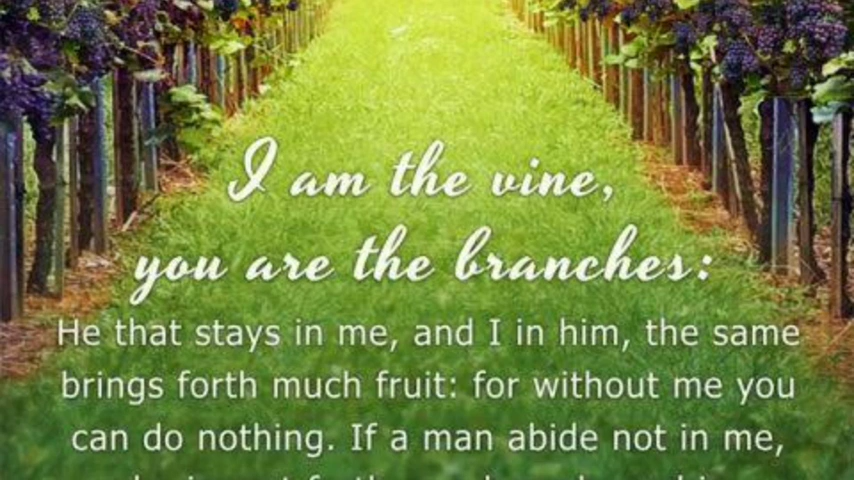 I am the vine,
you are the branches:
He that stays in me, and I in him, the same
brings forth much fruit: for without me you
can do nothing. If a man abide not in me,